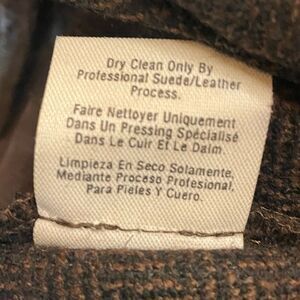 Dry Clean Only By
Professional Suede/Leather
Process.
Faire Nettoyer Uniquement
Dans Un Pressing Spécialisé
Dans Le Cuir Et Le Daim.
Limpieza En Seco Solamente,
Mediante Proceso Profesional,
Para Pieles Y Cuero.